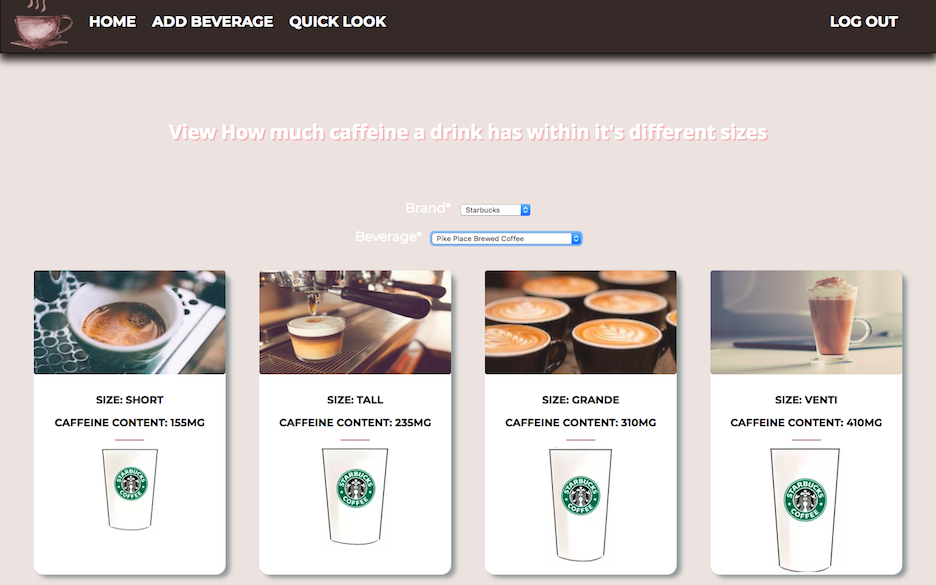 HOME ADD BEVERAGE QUICK LOOK LOG OUT
View How much caffeine a drink has within it's different sizes
Brand* Starbucks
Beverage* Pike Place Brewed Coffee
SIZE: SHORT
CAFFEINE CONTENT: 155MG
STARBUCKS
COFFEE
SIZE: TALL
CAFFEINE CONTENT: 235MG
STARBUCKS
COFFEE
SIZE: GRANDE
CAFFEINE CONTENT: 310MG
STARBUCKS
COFFEE
SIZE: VENTI
CAFFEINE CONTENT: 410MG
STARBUCKS
COFFEE